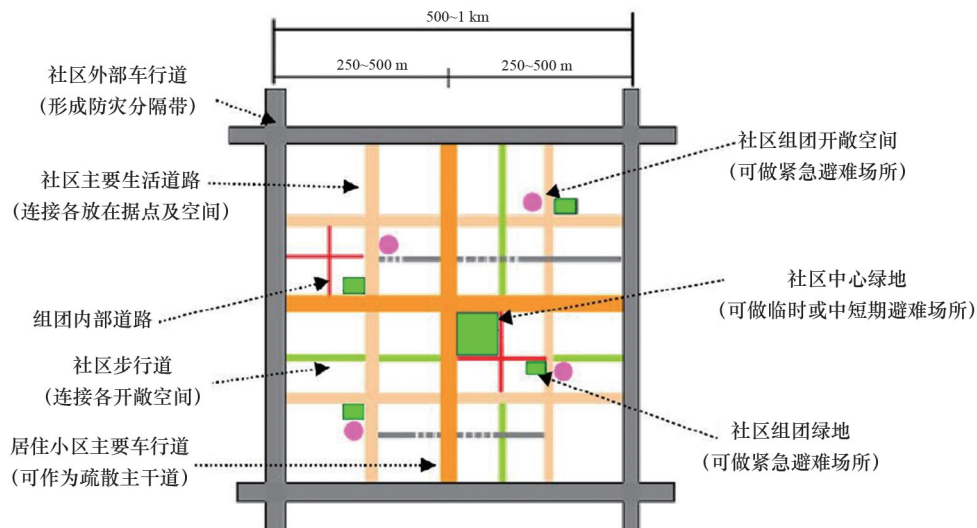 500~1 km
250~500 m
250~500 m
社区外部车行道
(形成防灾分隔带)
社区主要生活道路
(连接各放在据点及空间)
组团内部道路
社区步行道
(连接各开敞空间)
居住小区主要车行道
(可作为疏散主干道)
社区组团开敞空间
(可做紧急避难场所)
社区中心绿地
(可做临时或中短期避难场所)
社区组团绿地
(可做紧急避难场所)